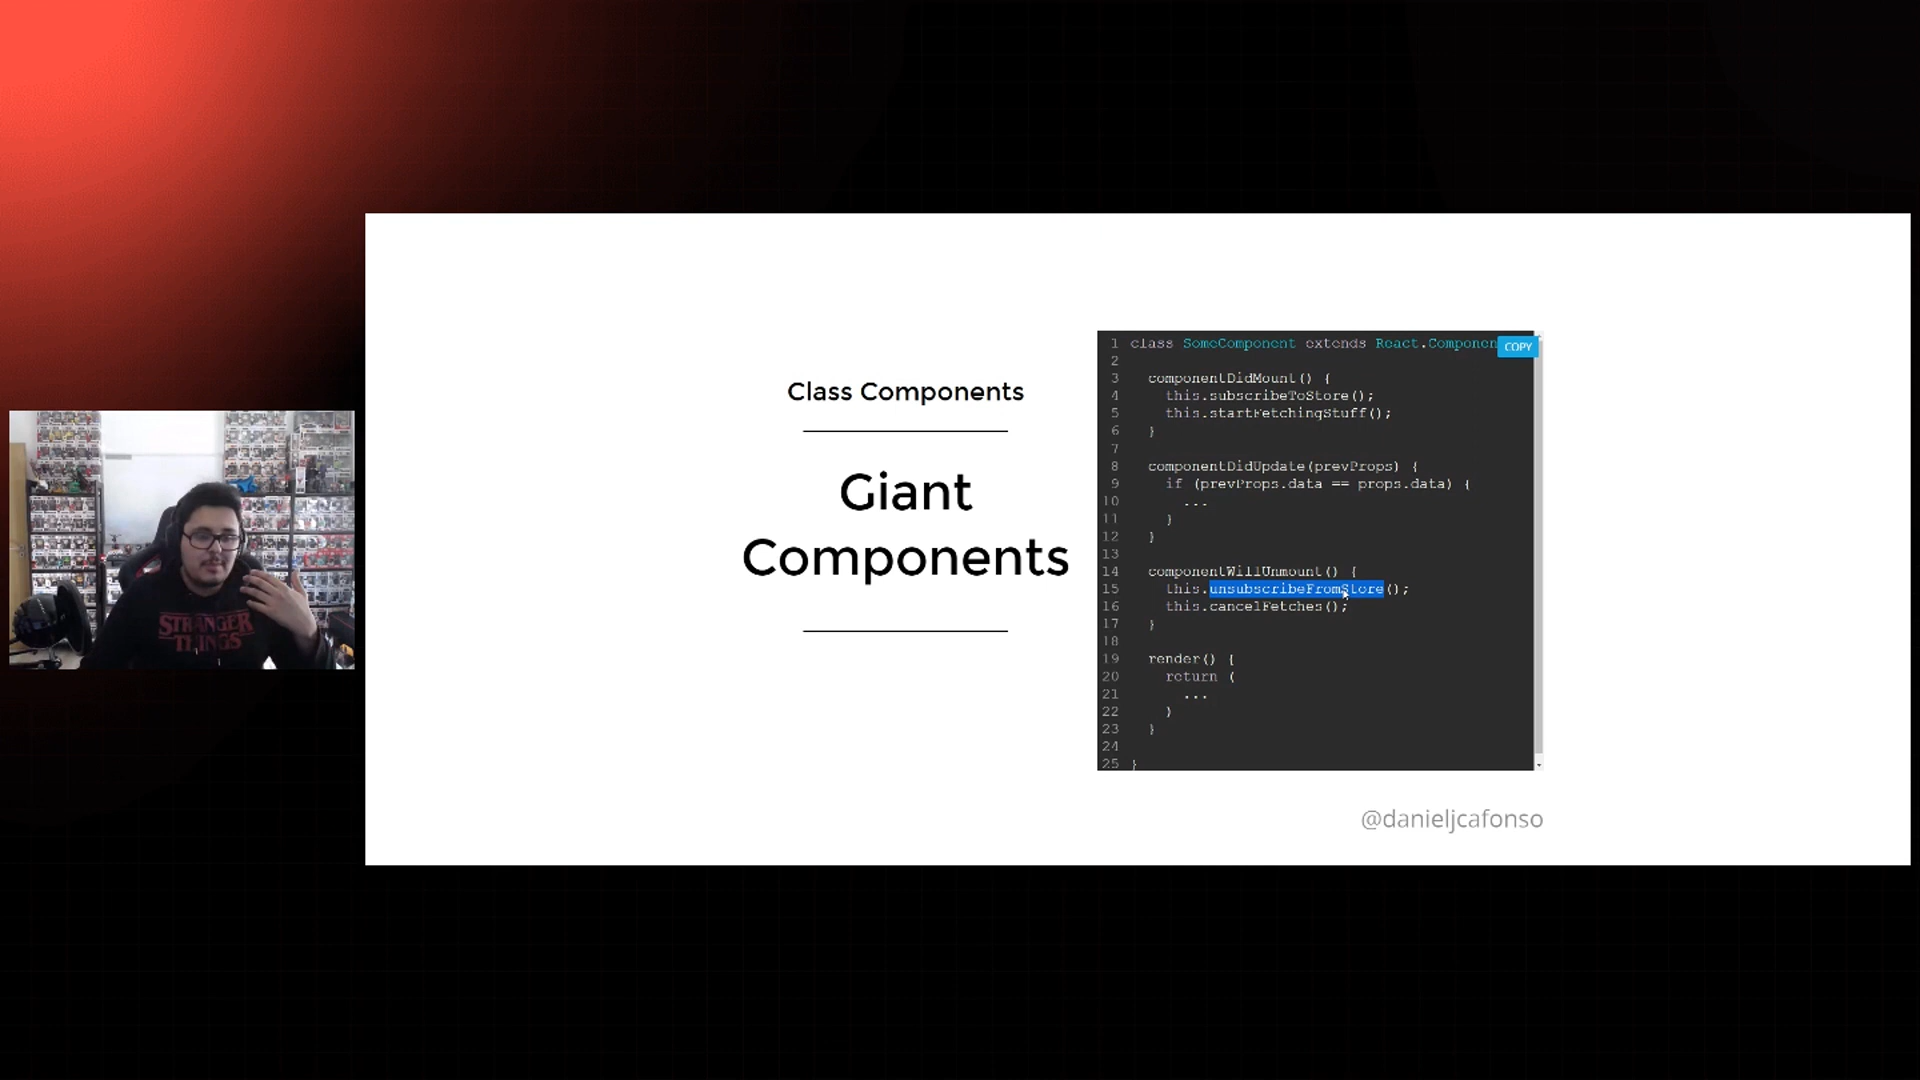 Class Components
Giant
Components
1 class SomeComponent extends React.Componen
COPY
2
3 componentDidMount() {
4 this.subscribeToStore();
5 this.startFetchingStuff();
6 }
7
8 componentDidUpdate(prevProps) {
9 if (prevProps.data == props.data) {
10 ...
11 }
12 }
13
14 componentWillUnmount() {
15 this.unsubscribeFromStore();
16 this.cancelFetches();
17 }
18
19 render() {
20 return (
21 ...
22 )
23 }
24
25 }
@danieljcafonso
STRANGER
THINGS